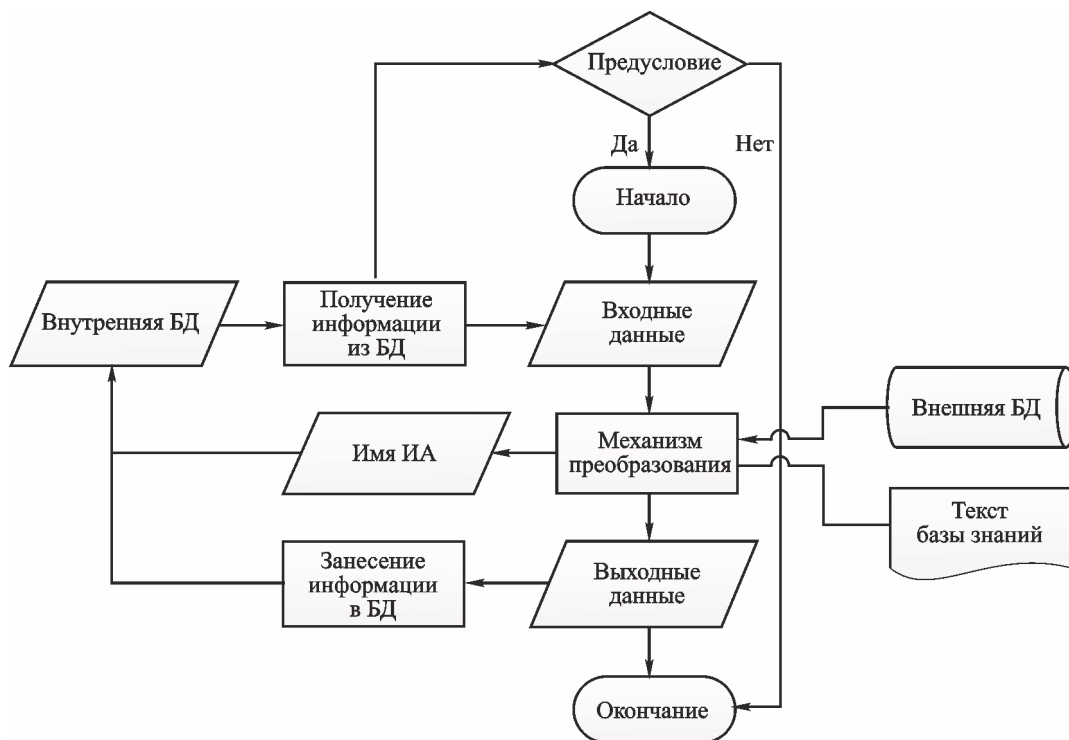 Предусловие
Да
Нет
Начало
Внутренняя БД
Получение
информации
из БД
Входные
данные
Внешняя БД
Имя ИА
Механизм
преобразования
Текст
базы знаний
Занесение
информации
в БД
Выходные
данные
Окончание